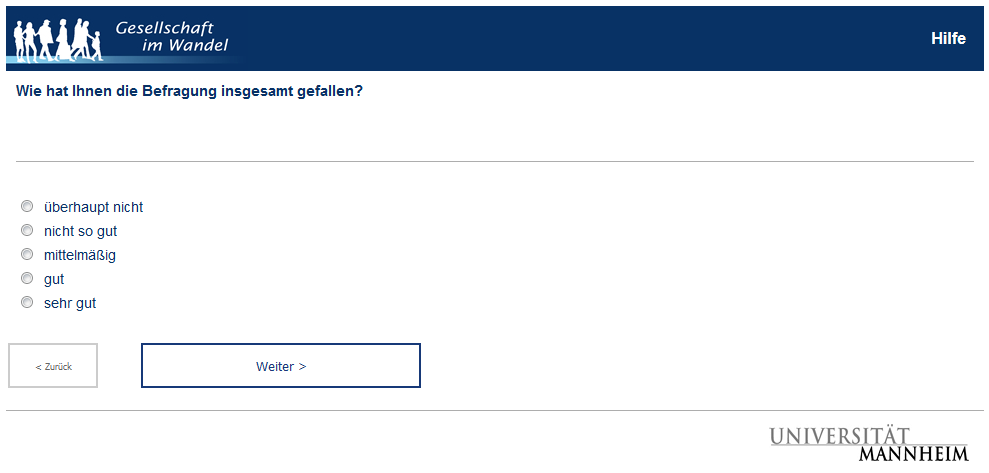 Gesellschaft
im Wandel
Hilfe
Wie hat Ihnen die Befragung insgesamt gefallen?
überhaupt nicht
nicht so gut
mittelmäßig
gut
sehr gut
< Zurück
Weiter >
UNIVERSITÄT
MANNHEIM